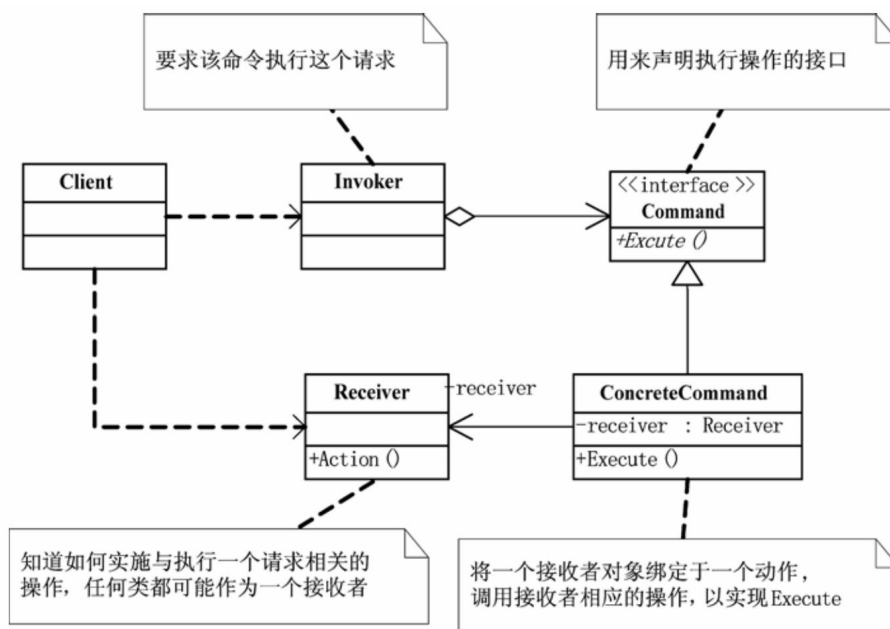 要求该命令执行这个请求
用来声明执行操作的接口
Client
Invoker
<<interface >>
Command
+Excute ()
Receiver
-receiver
ConcreteCommand
-receiver : Receiver
+Action ()
+Execute ()
知道如何实施与执行一个请求相关的
操作，任何类都可能作为一个接收者
将一个接收者对象绑定于一个动作，
调用接收者相应的操作，以实现Execute